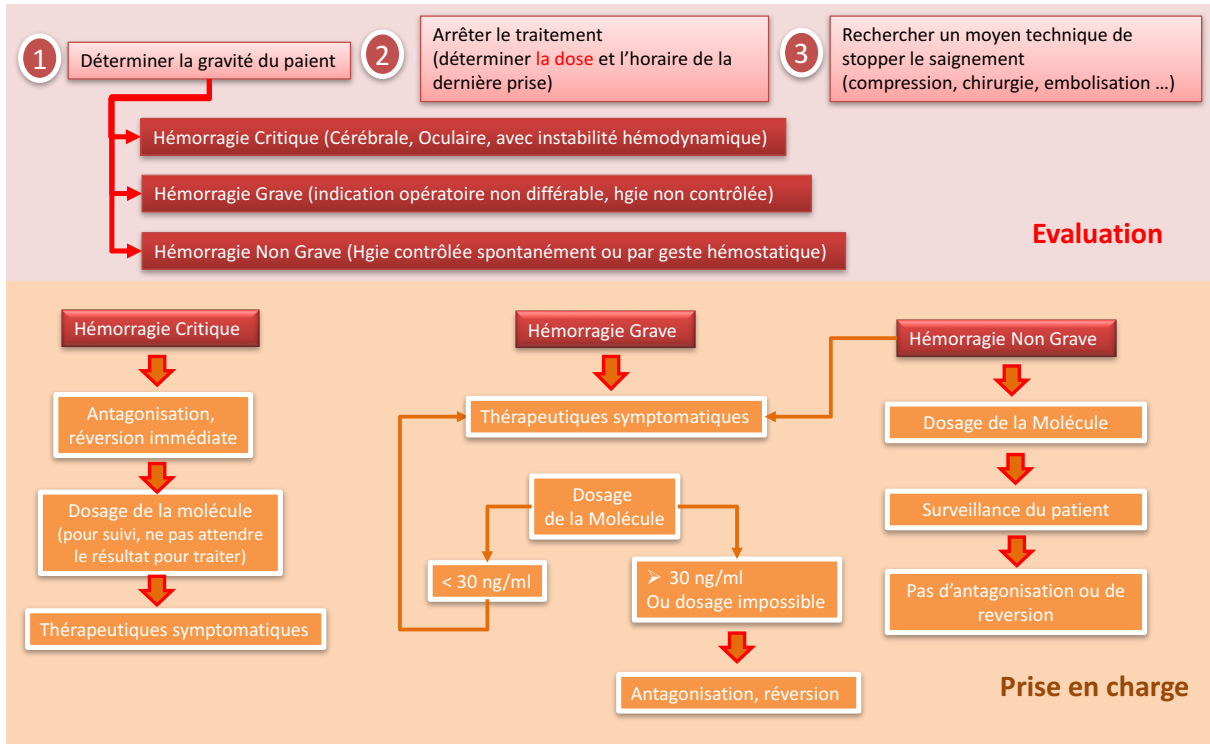 1
Déterminer la gravité du paient
2
Arrêter le traitement
(déterminer la dose et l'horaire de la
dernière prise)
3
Rechercher un moyen technique de
stopper le saignement
(compression, chirurgie, embolisation …)
Hémorragie Critique (Cérébrale, Oculaire, avec instabilité hémodynamique)
Hémorragie Grave (indication opératoire non différable, hgie non contrôlée)
Hémorragie Non Grave (Hgie contrôlée spontanément ou par geste hémostatique)
Evaluation
Hémorragie Critique
Antagonisation,
réversion immédiate
Dosage de la molécule
(pour suivi, ne pas attendre
le résultat pour traiter)
Thérapeutiques symptomatiques
Hémorragie Grave
Thérapeutiques symptomatiques
Dosage
de la Molécule
< 30 ng/ml
➢ 30 ng/ml
Ou dosage impossible
Antagonisation, réversion
Hémorragie Non Grave
Dosage de la Molécule
Surveillance du patient
Pas d'antagonisation ou de
reversion
Prise en charge